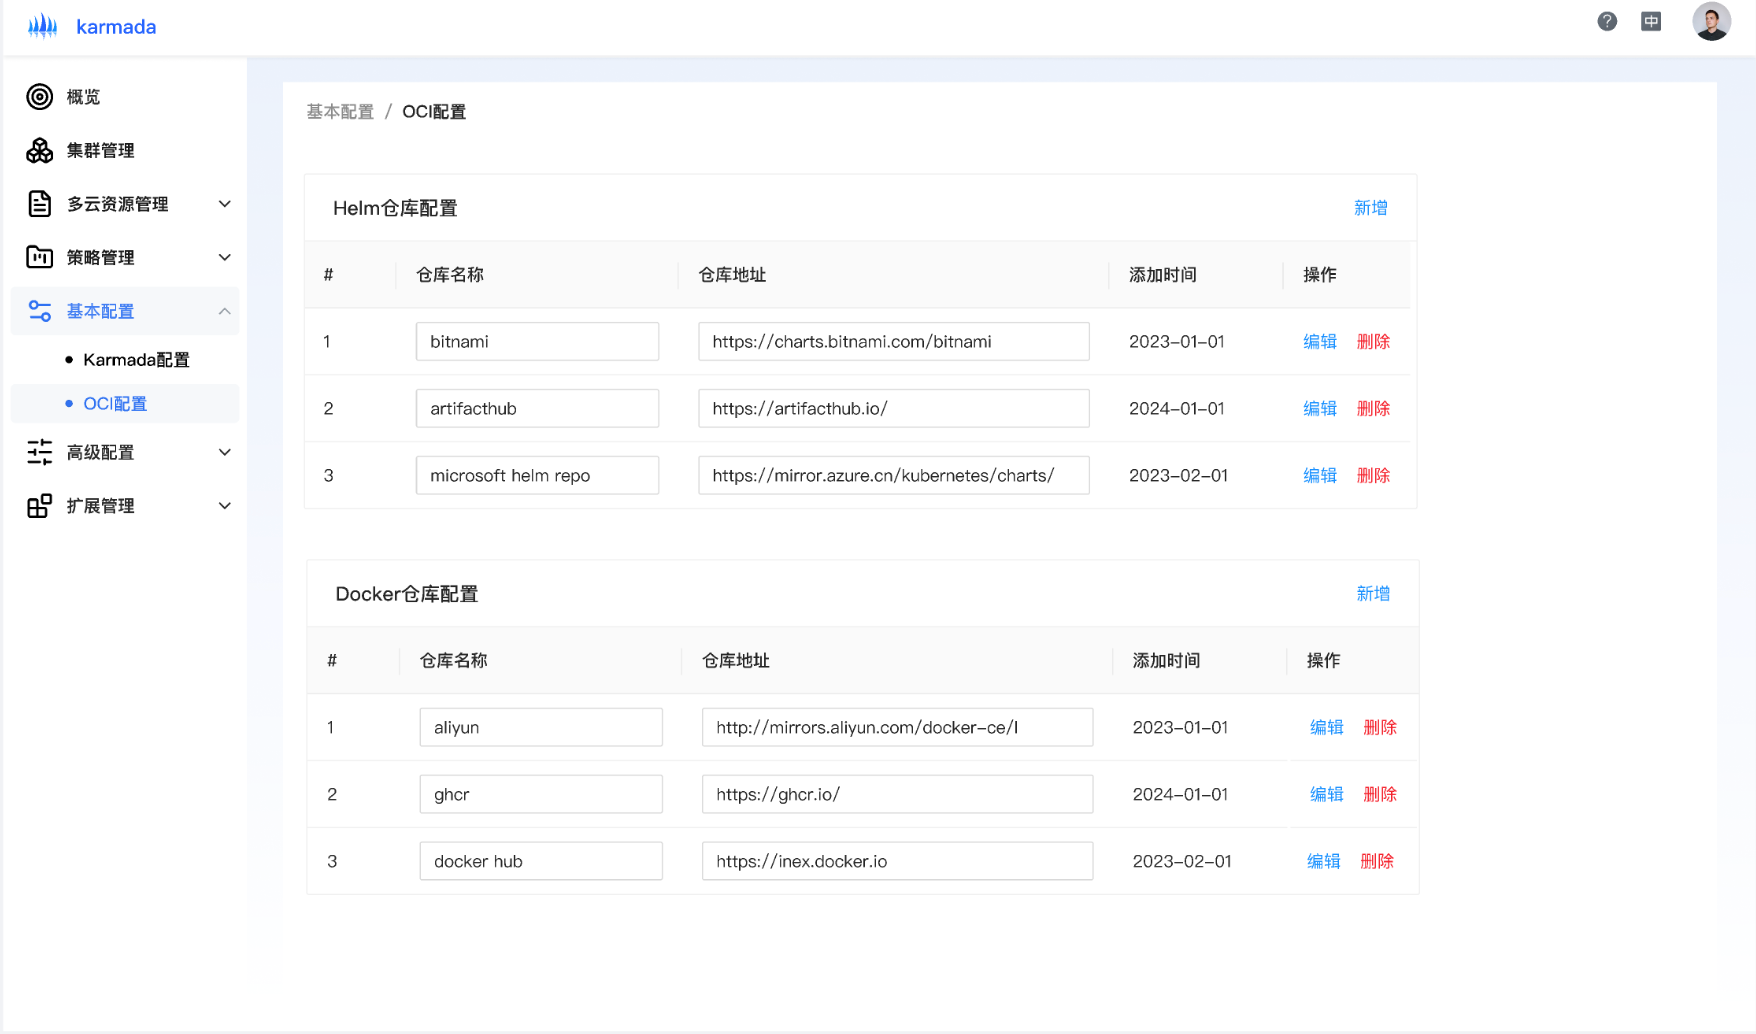 karmada
?
中
概览
集群管理
多云资源管理
策略管理
基本配置
Karmada配置
OCI配置
高级配置
扩展管理
基本配置 / OCI配置
Helm仓库配置 新增
# 仓库名称 仓库地址 添加时间 操作
1 bitnami https://charts.bitnami.com/bitnami 2023-01-01 编辑 删除
2 artifacthub https://artifacthub.io/ 2024-01-01 编辑 删除
3 microsoft helm repo https://mirror.azure.cn/kubernetes/charts/ 2023-02-01 编辑 删除
Docker仓库配置 新增
# 仓库名称 仓库地址 添加时间 操作
1 aliyun http://mirrors.aliyun.com/docker-ce/l 2023-01-01 编辑 删除
2 ghcr https://ghcr.io/ 2024-01-01 编辑 删除
3 docker hub https://inex.docker.io 2023-02-01 编辑 删除